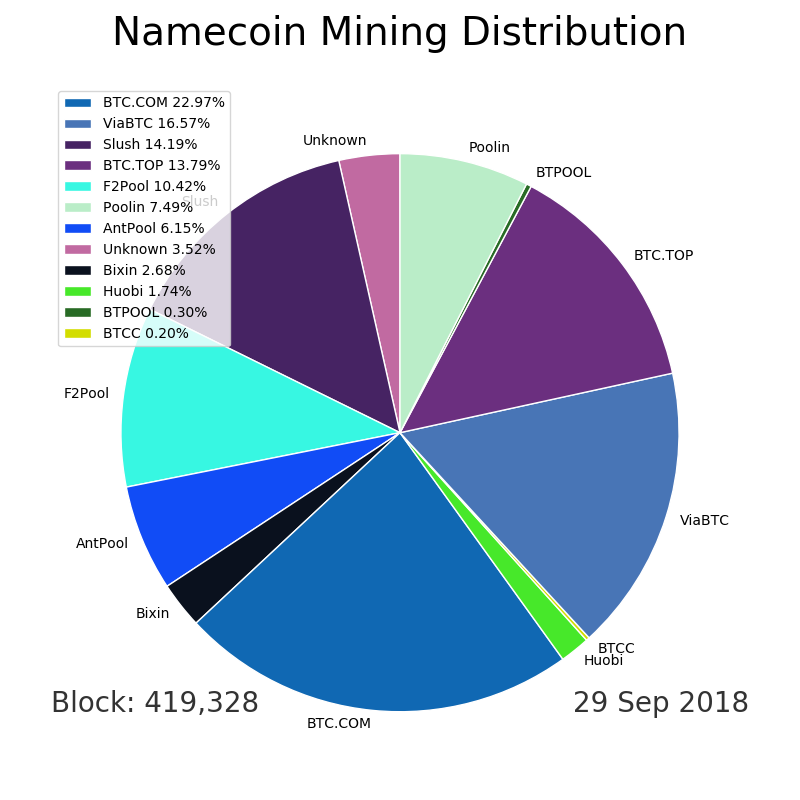 Namecoin Mining Distribution
BTC.COM 22.97%
ViaBTC 16.57%
Slush 14.19%
BTC.TOP 13.79%
F2Pool 10.42%
Poolin 7.49%
AntPool 6.15%
Unknown 3.52%
Bixin 2.68%
Huobi 1.74%
BTPOOL 0.30%
BTCC 0.20%
Unknown
Poolin
BTPOOL
Slush
BTC.TOP
F2Pool
ViaBTC
AntPool
Bixin
BTCC
Huobi
Block: 419,328
29 Sep 2018
BTC.COM